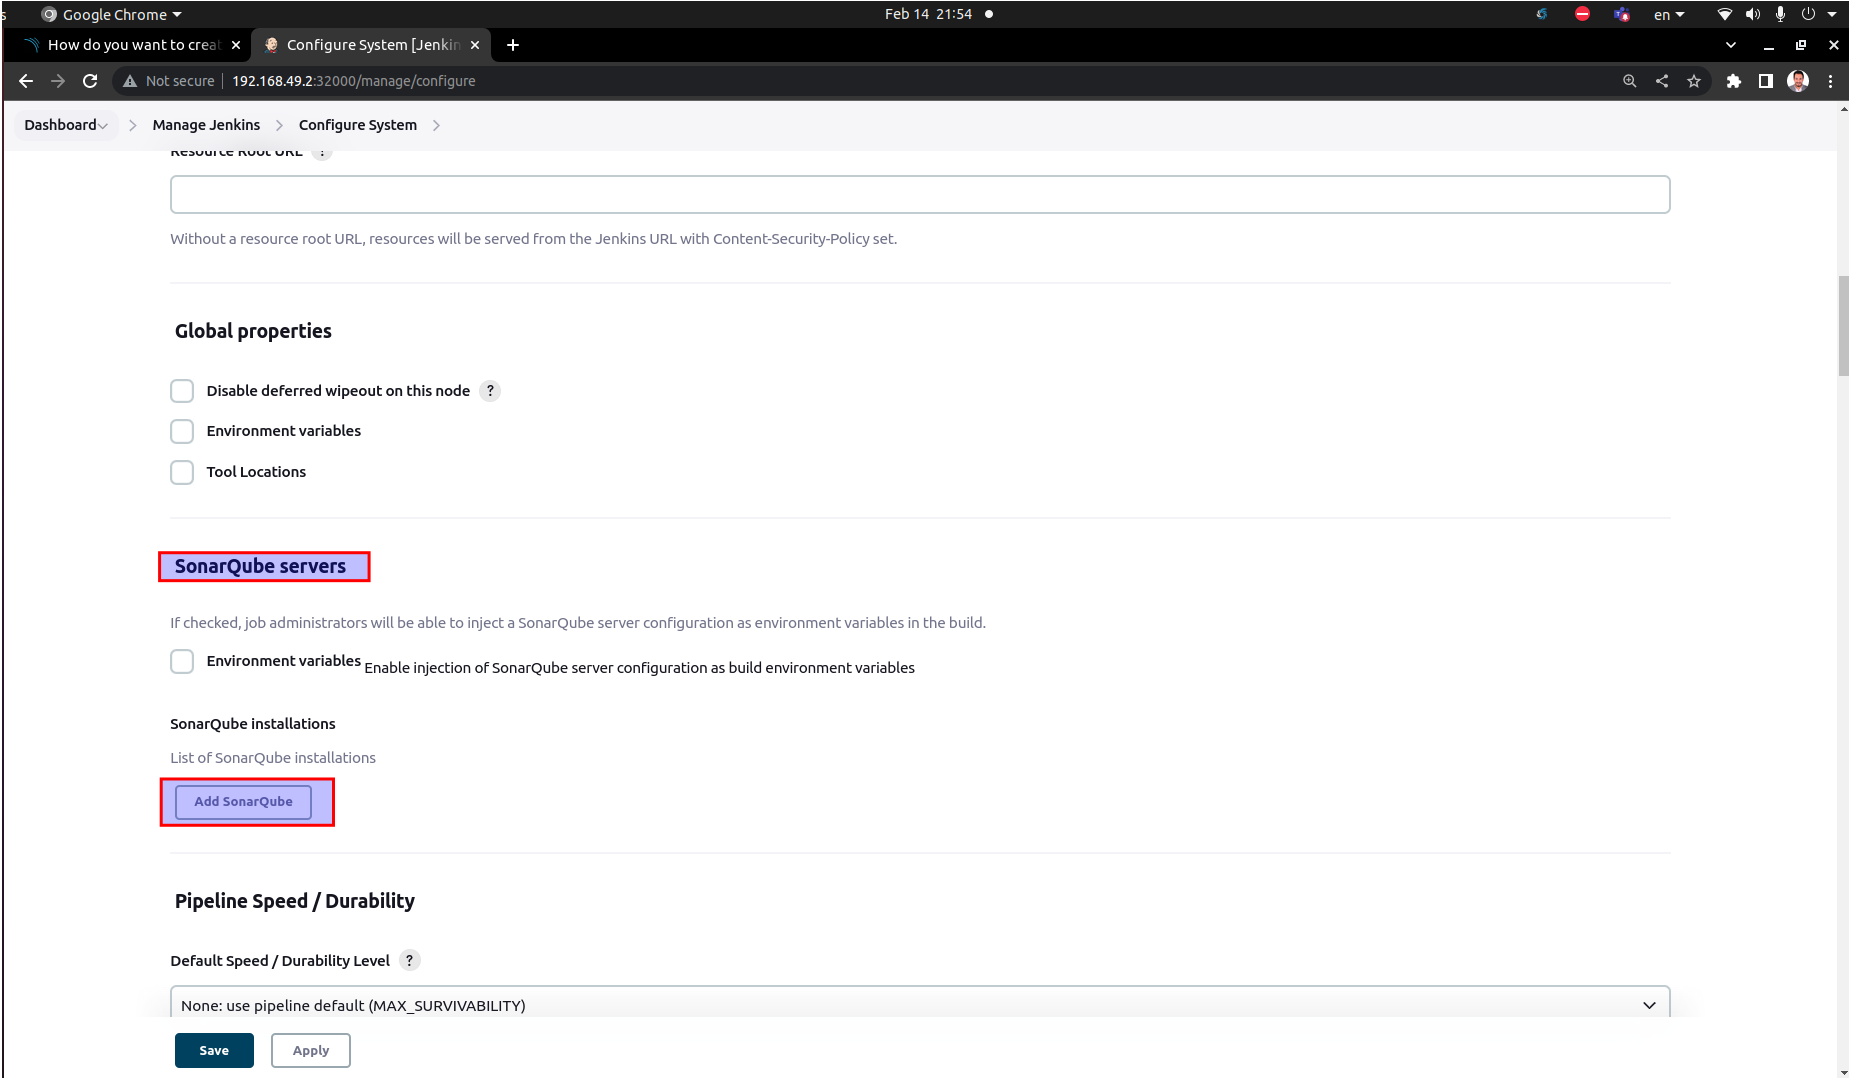 s Google Chrome Feb 14 21:54 en
How do you want to creat Configure System [Jenkin
Not secure 192.168.49.2:32000/manage/configure
Dashboard Manage Jenkins Configure System
Resource Root URL ?
Without a resource root URL, resources will be served from the Jenkins URL with Content-Security-Policy set.
Global properties
Disable deferred wipeout on this node ?
Environment variables
Tool Locations
SonarQube servers
If checked, job administrators will be able to inject a SonarQube server configuration as environment variables in the build.
Environment variables Enable injection of SonarQube server configuration as build environment variables
SonarQube installations
List of SonarQube installations
Add SonarQube
Pipeline Speed / Durability
Default Speed / Durability Level ?
None: use pipeline default (MAX_SURVIVABILITY)
Save Apply